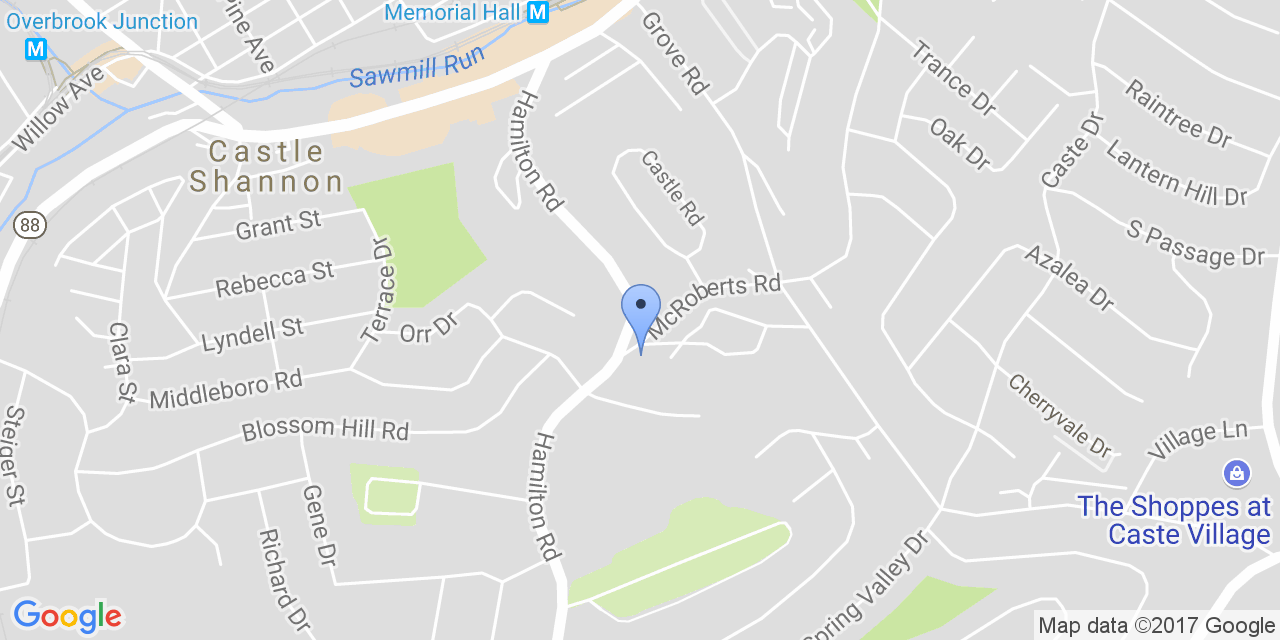 Overbrook Junction
M
Pine Ave
Memorial Hall M
Sawmill Run
Willow Ave
Grove Rd
Trance Dr
Raintree Dr
Oak Dr
Caste Dr
Lantern Hill Dr
Castle
Shannon
Hamilton Rd
Castle Rd
88
Grant St
S Passage Dr
Rebecca St
Terrace Dr
McRoberts Rd
Azalea Dr
Lyndell St
Orr Dr
Clara St
Middleboro Rd
Cherryvale Dr
Blossom Hill Rd
Village Ln
Steiger St
Hamilton Rd
Gene Dr
The Shoppes at
Caste Village
Richard Dr
Spring Valley Dr
Google
Map data ©2017 Google